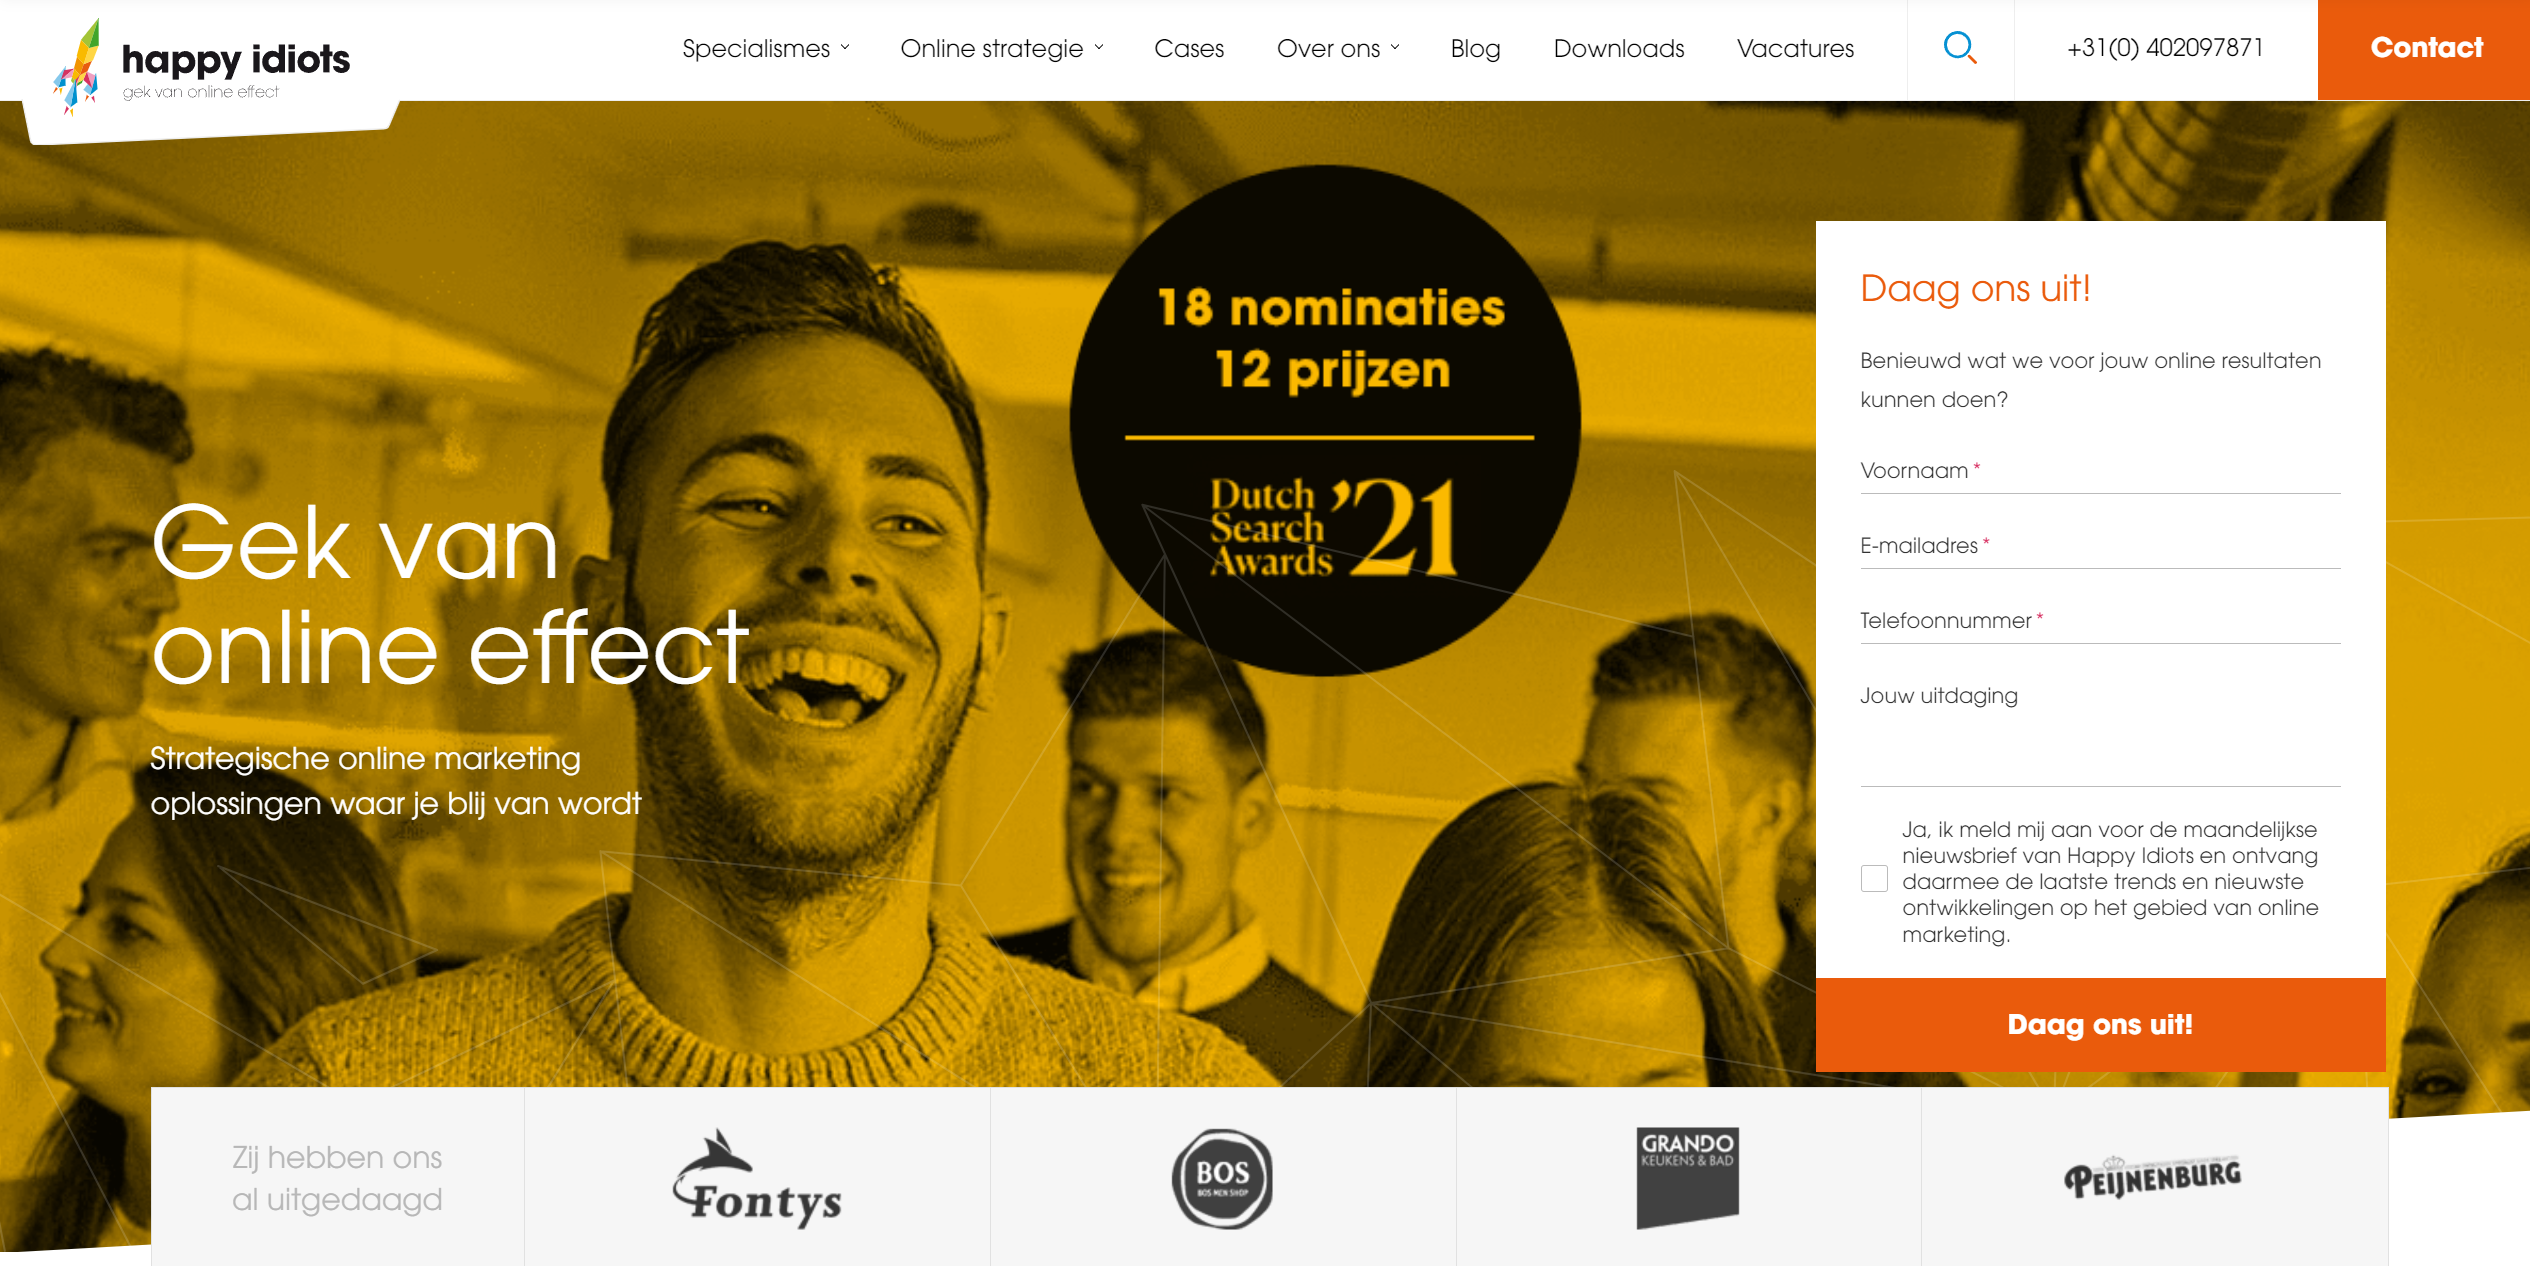 happy idiots
gek van online effect
Specialismes
Online strategie
Cases
Over ons
Blog
Downloads
Vacatures
+31(0) 402097871
Contact
18 nominaties
12 prijzen
Dutch
Search
Awards
'21
Gek van
online effect
Strategische online marketing
oplossingen waar je blij van wordt
Daag ons uit!
Benieuwd wat we voor jouw online resultaten
kunnen doen?
Voornaam *
E-mailadres *
Telefoonnummer *
Jouw uitdaging
Ja, ik meld mij aan voor de maandelijkse
nieuwsbrief van Happy Idiots en ontvang
daarmee de laatste trends en nieuwste
ontwikkelingen op het gebied van online
marketing.
Daag ons uit!
Zij hebben ons
al uitgedaagd
Fontys
BOS
BOS MEN SHOP
GRANDO
KEUKENS & BAD
PEIJNENBURG